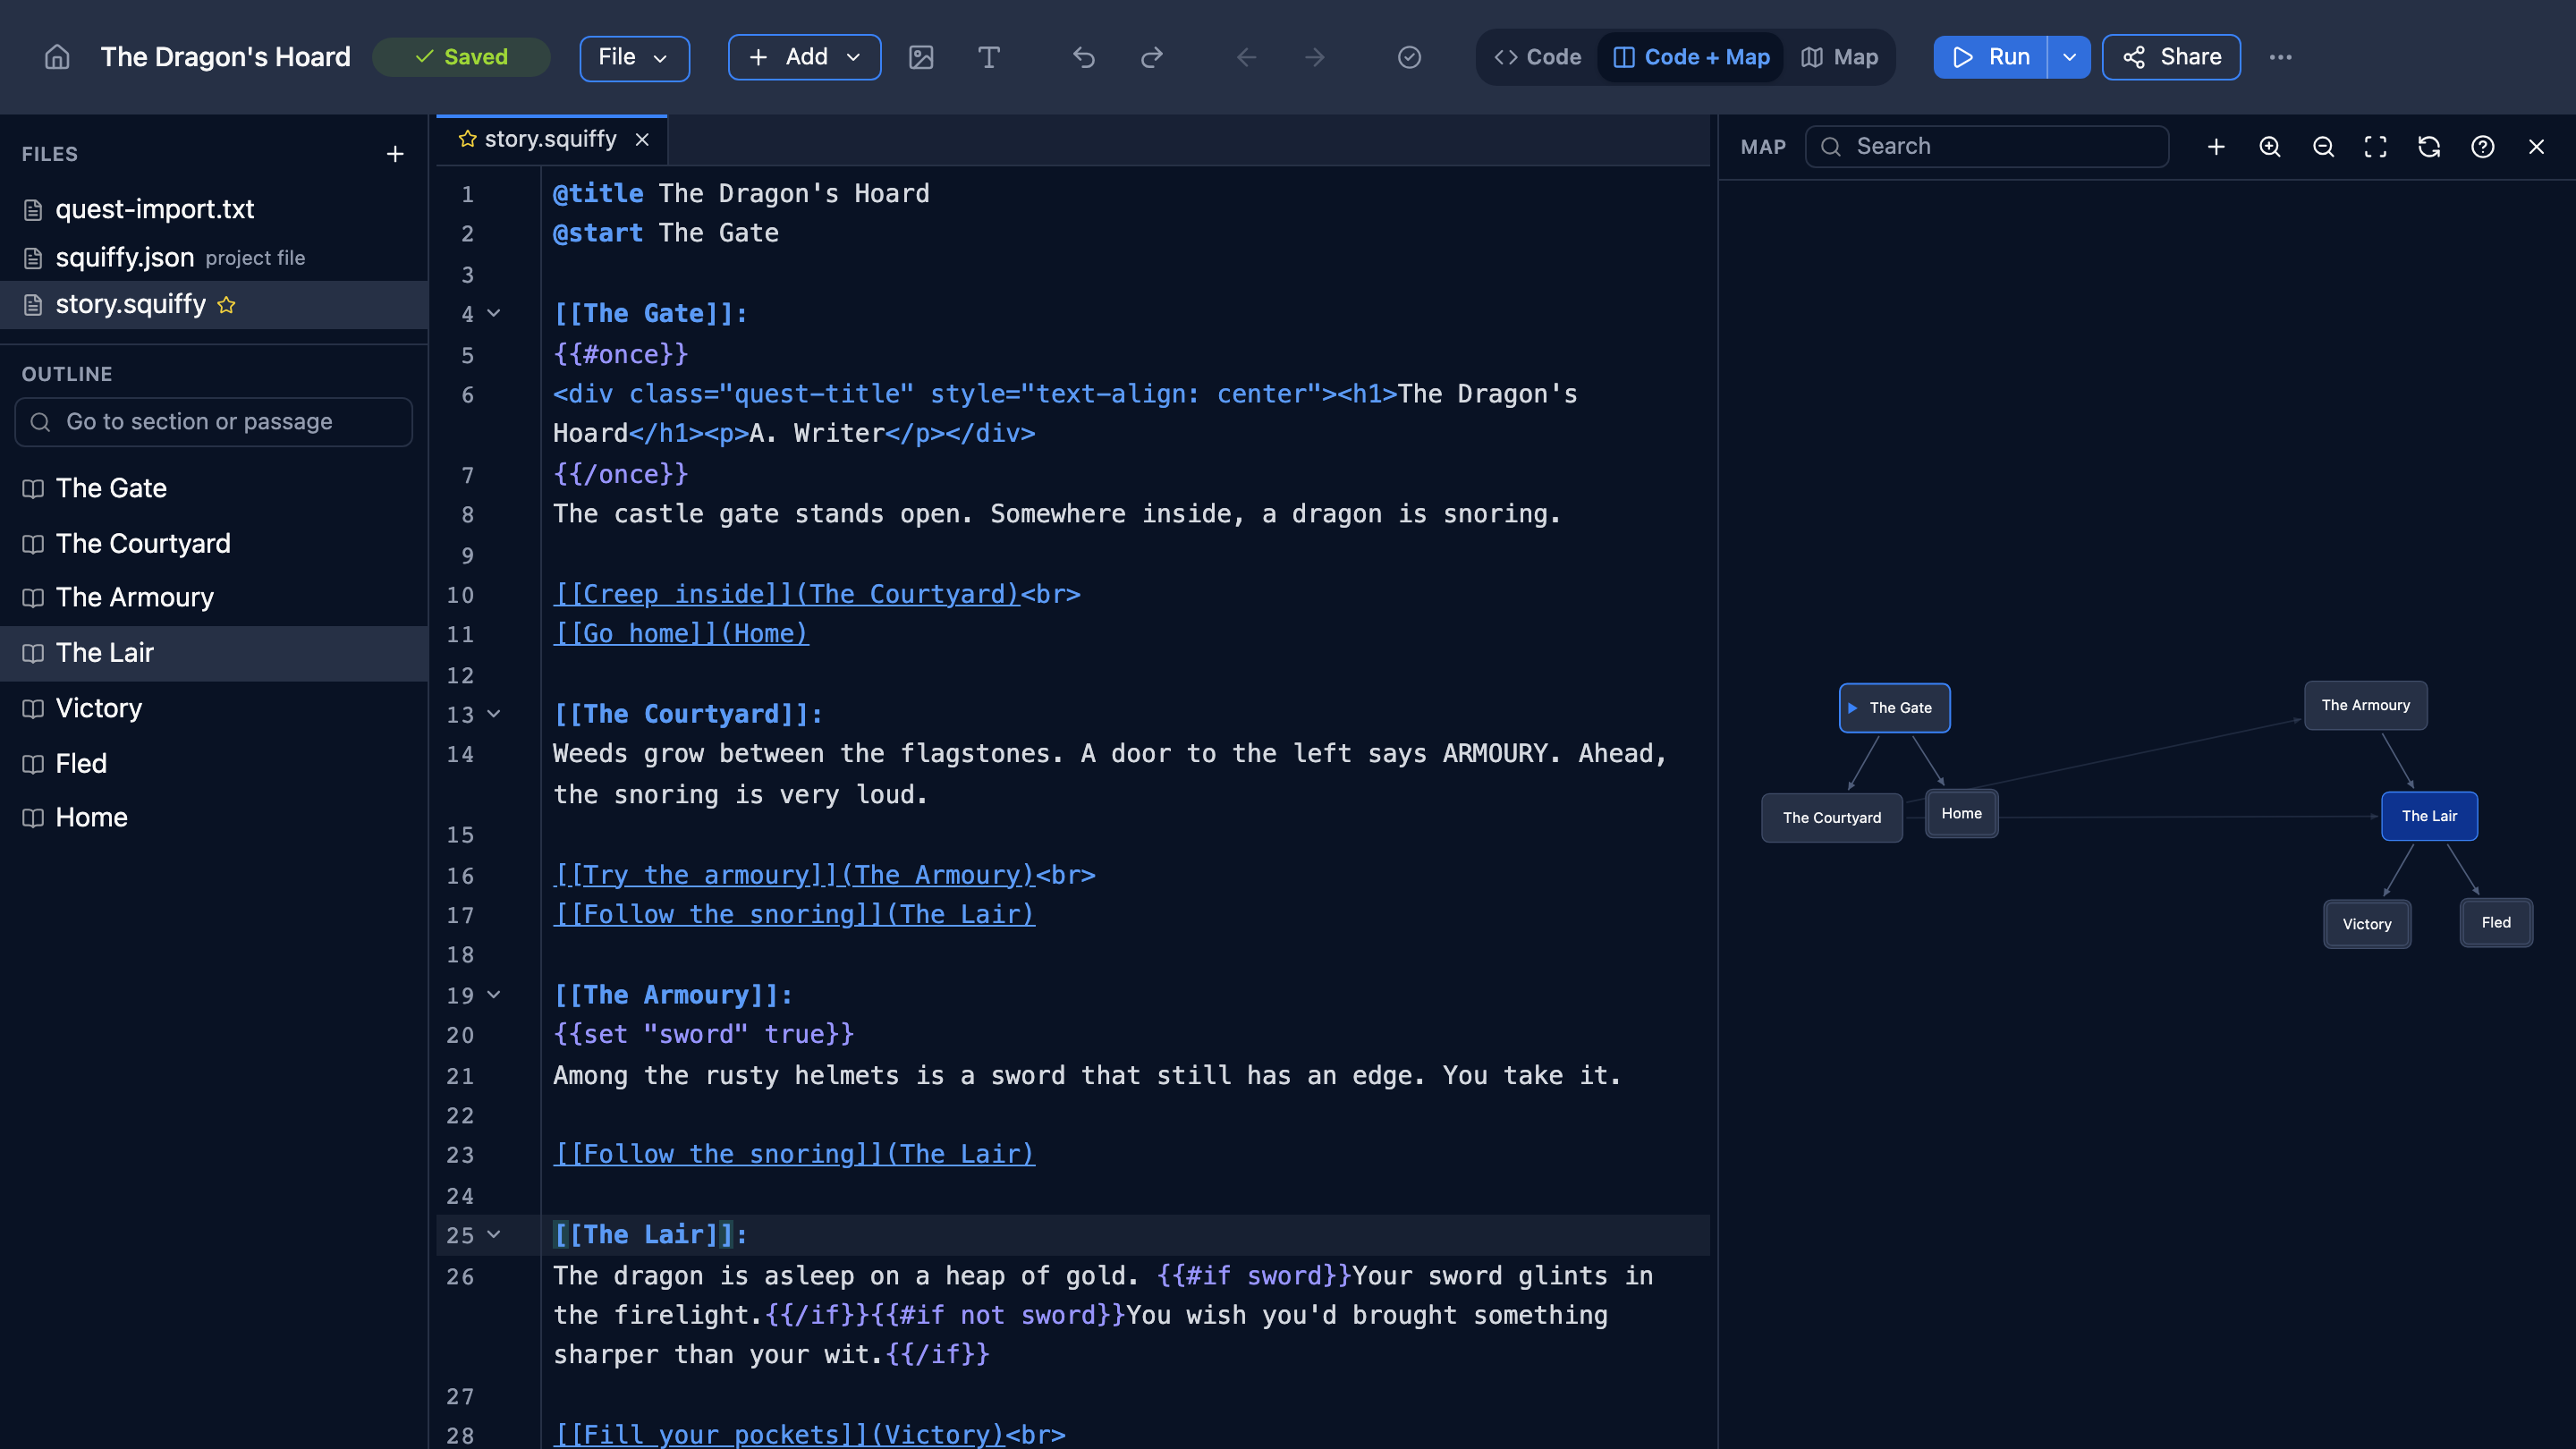 The Dragon's Hoard
Saved
File
Add
Code
Code + Map
Map
Run
Share
FILES
quest-import.txt
squiffy.json project file
story.squiffy
OUTLINE
Go to section or passage
The Gate
The Courtyard
The Armoury
The Lair
Victory
Fled
Home
story.squiffy
1 @title The Dragon's Hoard
2 @start The Gate
3
4 [[The Gate]]:
5 {{#once}}
6 <div class="quest-title" style="text-align: center"><h1>The Dragon's
Hoard</h1><p>A. Writer</p></div>
7 {{/once}}
8 The castle gate stands open. Somewhere inside, a dragon is snoring.
9
10 [[Creep inside]](The Courtyard)<br>
11 [[Go home]](Home)
12
13 [[The Courtyard]]:
14 Weeds grow between the flagstones. A door to the left says ARMOURY. Ahead,
the snoring is very loud.
15
16 [[Try the armoury]](The Armoury)<br>
17 [[Follow the snoring]](The Lair)
18
19 [[The Armoury]]:
20 {{set "sword" true}}
21 Among the rusty helmets is a sword that still has an edge. You take it.
22
23 [[Follow the snoring]](The Lair)
24
25 [[The Lair]]:
26 The dragon is asleep on a heap of gold. {{#if sword}}Your sword glints in
the firelight.{{/if}}{{#if not sword}}You wish you'd brought something
sharper than your wit.{{/if}}
27
28 [[Fill your pockets]](Victory)<br>
MAP
Search
The Gate
The Armoury
The Courtyard
Home
The Lair
Victory
Fled